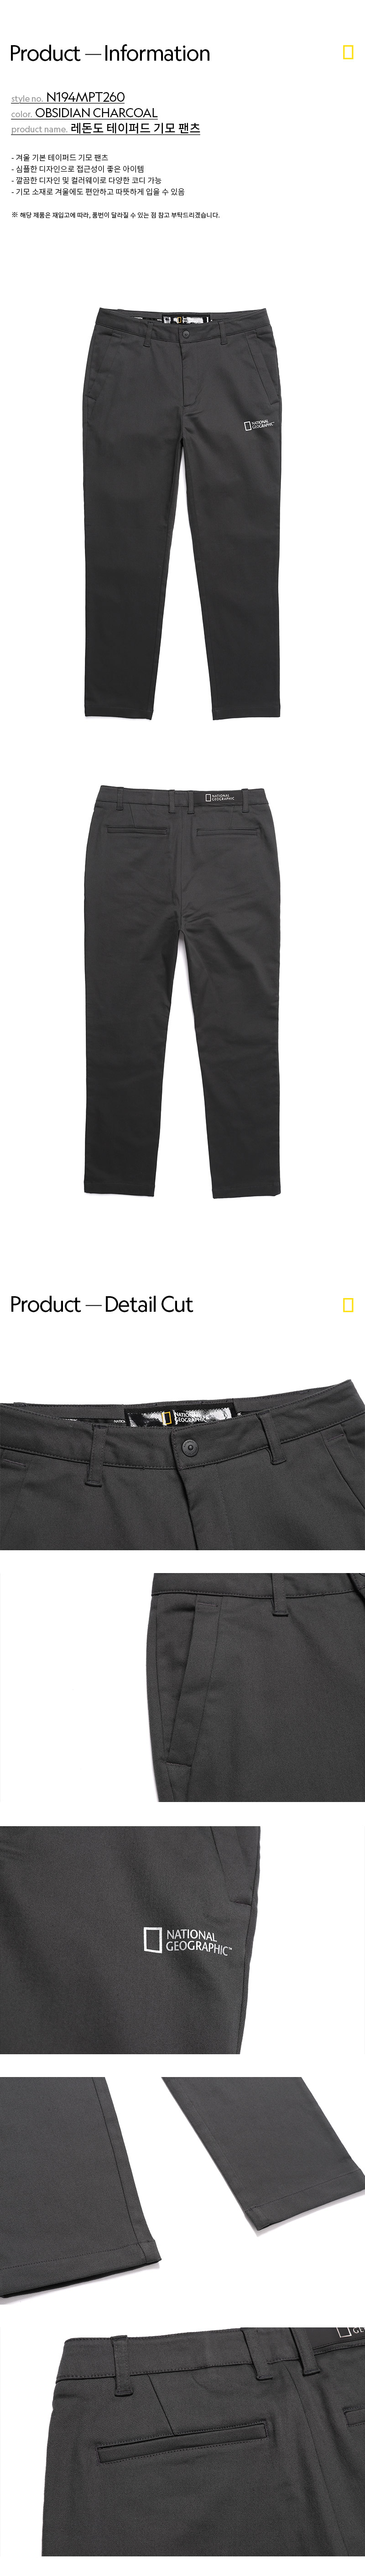 Product — Information
style no. N194MPT260
color. OBSIDIAN CHARCOAL
product name. 레돈도 테이퍼드 기모 팬츠
- 겨울 기본 테이퍼드 기모 팬츠
- 심플한 디자인으로 접근성이 좋은 아이템
- 깔끔한 디자인 및 컬러웨이로 다양한 코디 가능
- 기모 소재로 겨울에도 편안하고 따뜻하게 입을 수 있음
※ 해당 제품은 재입고에 따라, 품번이 달라질 수 있는 점 참고 부탁드리겠습니다.
NATIONAL
GEOGRAPHIC™
NATIONAL
GEOGRAPHIC
Product — Detail Cut
NATIONAL
GEOGRAPHIC™